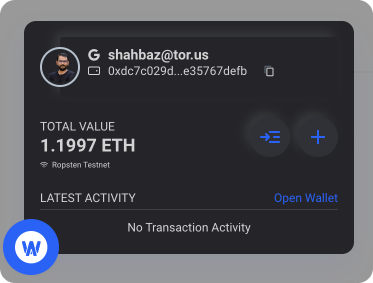 shahbaz@tor.us
0xdc7c029d...e35767defb
TOTAL VALUE
1.1997 ETH
Ropsten Testnet
LATEST ACTIVITY Open Wallet
No Transaction Activity